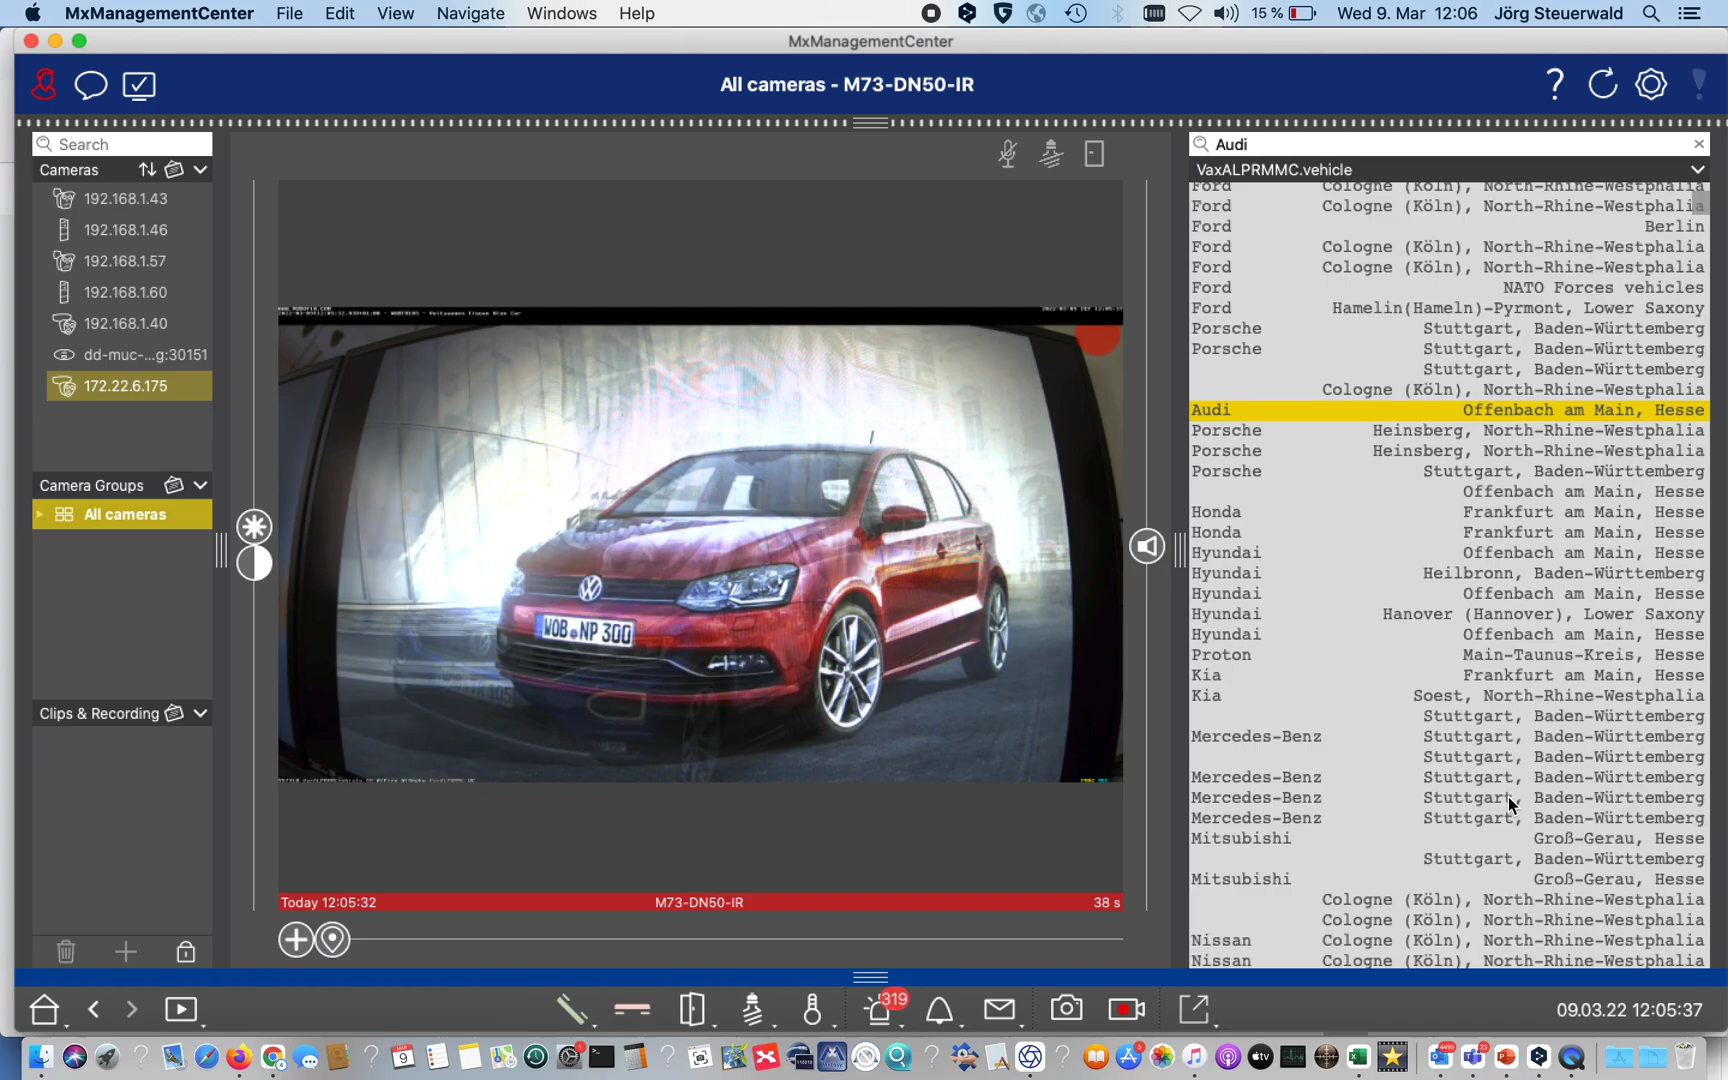 MxManagementCenter File Edit View Navigate Windows Help 15 % Wed 9. Mar 12:06 Jörg Steuerwald
MxManagementCenter
All cameras - M73-DN50-IR
Search
Cameras
192.168.1.43
192.168.1.46
192.168.1.57
192.168.1.60
192.168.1.40
dd-muc-...g:30151
172.22.6.175
Camera Groups
All cameras
Clips & Recording
WOB NP 300
Today 12:05:32 M73-DN50-IR 38 s
Audi
VaxALPRMMC.vehicle
Ford Cologne (Köln), North-Rhine-Westphalia
Ford Cologne (Köln), North-Rhine-Westphalia
Ford Berlin
Ford Cologne (Köln), North-Rhine-Westphalia
Ford Cologne (Köln), North-Rhine-Westphalia
Ford NATO Forces vehicles
Ford Hamelin(Hameln)-Pyrmont, Lower Saxony
Porsche Stuttgart, Baden-Württemberg
Porsche Stuttgart, Baden-Württemberg
Stuttgart, Baden-Württemberg
Cologne (Köln), North-Rhine-Westphalia
Audi Offenbach am Main, Hesse
Porsche Heinsberg, North-Rhine-Westphalia
Porsche Heinsberg, North-Rhine-Westphalia
Porsche Stuttgart, Baden-Württemberg
Offenbach am Main, Hesse
Honda Frankfurt am Main, Hesse
Honda Frankfurt am Main, Hesse
Hyundai Offenbach am Main, Hesse
Hyundai Heilbronn, Baden-Württemberg
Hyundai Offenbach am Main, Hesse
Hyundai Hanover (Hannover), Lower Saxony
Hyundai Offenbach am Main, Hesse
Proton Main-Taunus-Kreis, Hesse
Kia Frankfurt am Main, Hesse
Kia Soest, North-Rhine-Westphalia
Stuttgart, Baden-Württemberg
Mercedes-Benz Stuttgart, Baden-Württemberg
Stuttgart, Baden-Württemberg
Mercedes-Benz Stuttgart, Baden-Württemberg
Mercedes-Benz Stuttgart, Baden-Württemberg
Mercedes-Benz Stuttgart, Baden-Württemberg
Mitsubishi Groß-Gerau, Hesse
Stuttgart, Baden-Württemberg
Mitsubishi Groß-Gerau, Hesse
Cologne (Köln), North-Rhine-Westphalia
Cologne (Köln), North-Rhine-Westphalia
Nissan Cologne (Köln), North-Rhine-Westphalia
Nissan Cologne (Köln), North-Rhine-Westphalia
319
09.03.22 12:05:37